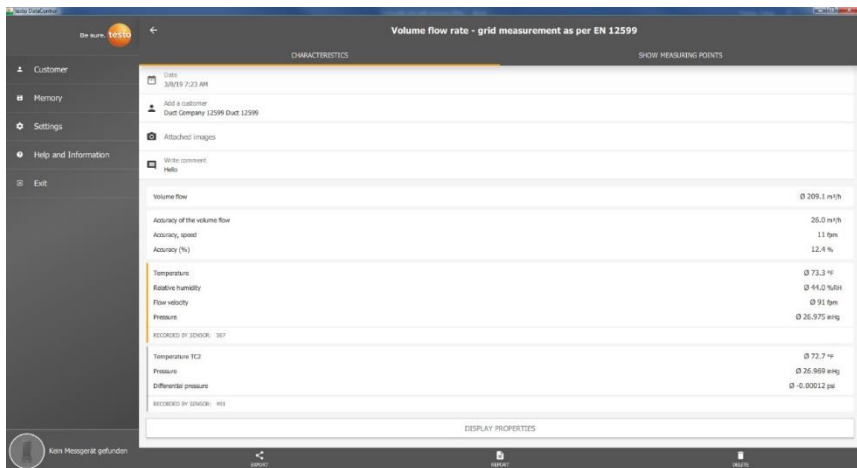 testo DataControl
Be sure. testo
Customer
Memory
Settings
Help and Information
Exit
Kein Messgerät gefunden
Volume flow rate - grid measurement as per EN 12599
CHARACTERISTICS
SHOW MEASURING POINTS
Date
3/8/19 7:23 AM
Add a customer
Duct Company 12599 Duct 12599
Attached images
Write comment
Hello
Volume flow Ø 209.1 m³/h
Accuracy of the volume flow 26.0 m³/h
Accuracy, speed 11 fpm
Accuracy (%) 12.4 %
Temperature Ø 73.3 °F
Relative humidity Ø 44.0 %RH
Flow velocity Ø 91 fpm
Pressure Ø 26.975 inHg
RECORDED BY SENSOR:
Temperature TC2 Ø 72.7 °F
Pressure Ø 26.969 inHg
Differential pressure Ø -0.00012 psi
RECORDED BY SENSOR:
DISPLAY PROPERTIES
EXPORT
REPORT
DELETE